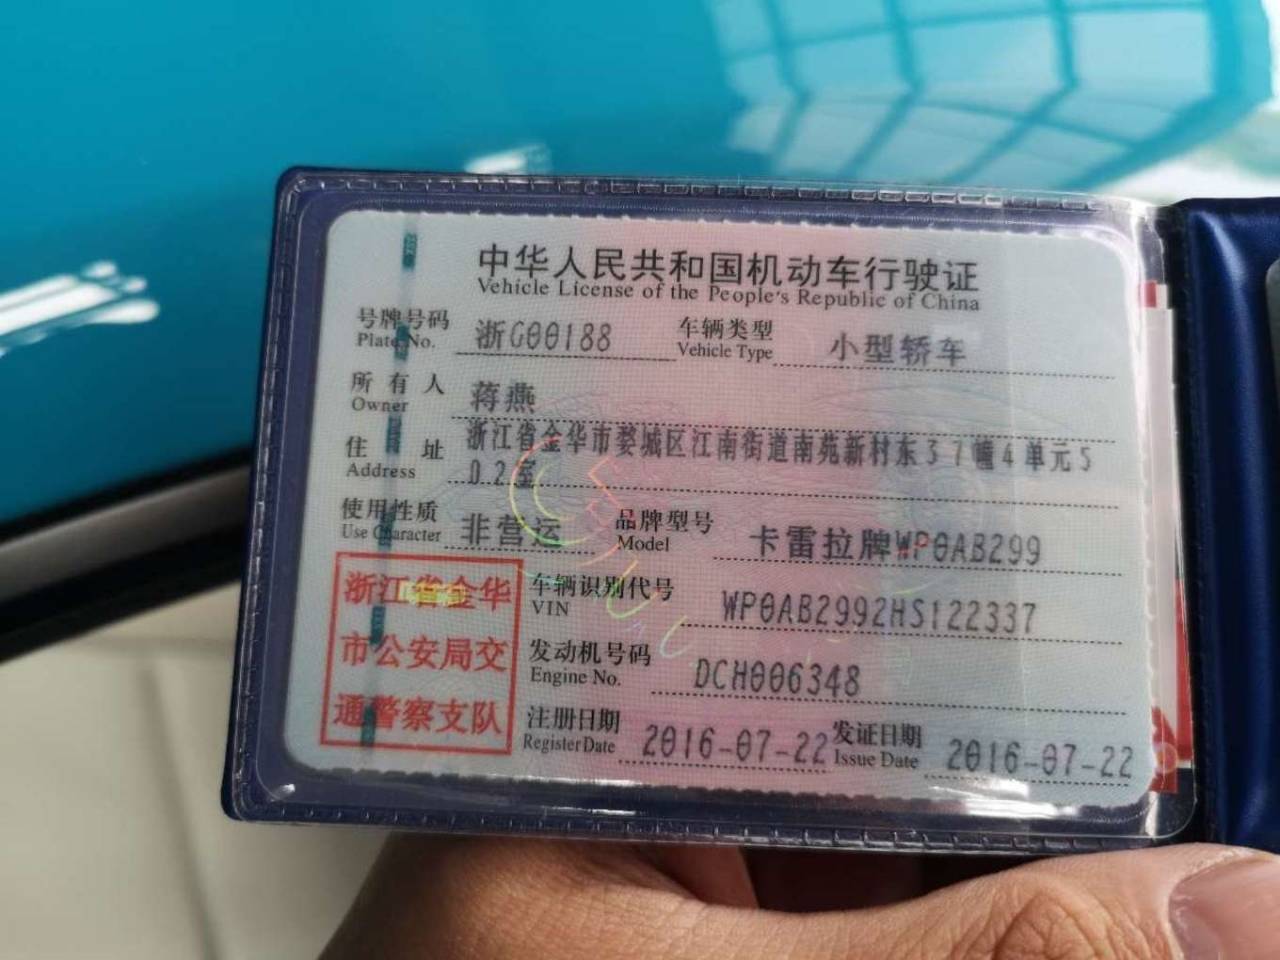 中华人民共和国机动车行驶证
Vehicle License of the People's Republic of China
号牌号码 浙G00188 车辆类型 小型轿车
Plate No. Vehicle Type
所有人 蒋燕
Owner
住址 浙江省金华市婺城区江南街道南苑新村东37幢4单元5
Address 02室
使用性质 非营运 品牌型号 卡雷拉牌WP0AB299
Use Character Model
浙江省金华 车辆识别代号 WP0AB2992HS122337
VIN
市公安局交 发动机号码 DCH006348
Engine No.
通警察支队 注册日期 2016-07-22 发证日期 2016-07-22
Register Date Issue Date